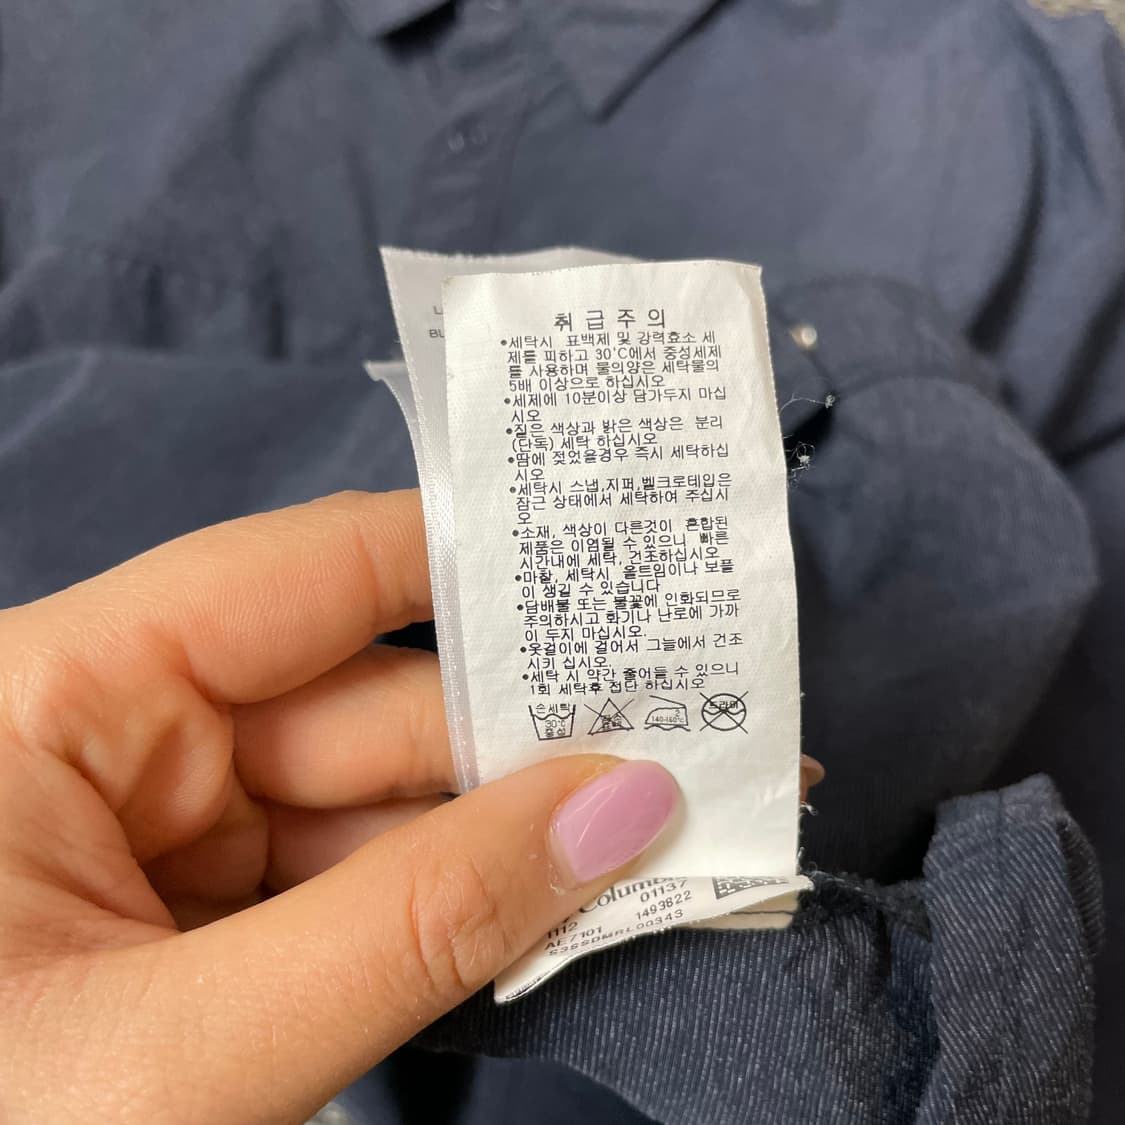 취급주의
•세탁시 표백제 및 강력효소 세
제를 피하고 30°C에서 중성세제
를 사용하며 물의양은 세탁물의
5배 이상으로 하십시오
•세제에 10분이상 담가두지 마십
시오
•짙은 색상과 밝은 색상은 분리
(단독) 세탁 하십시오
•땀에 젖었을경우 즉시 세탁하십
시오
•세탁시 스냅,지퍼,벨크로테입은
잠근 상태에서 세탁하여 주십시
오
•소재, 색상이 다른것이 혼합된
제품은 이염될 수 있으니 빠른
시간내에 세탁, 건조하십시오
•마찰, 세탁시 올트임이나 보풀
이 생길 수 있습니다
•담배불 또는 불꽃에 인화되므로
주의하시고 화기나 난로에 가까
이 두지 마십시오.
•옷걸이에 걸어서 그늘에서 건조
시키 십시오.
•세탁 시 약간 줄어들 수 있으니
1회 세탁후 접단 하십시오
손세탁
30°C
중성
140-160°C
드라이
01137
1112 1493622
AE7101
S3SSDMRL00343